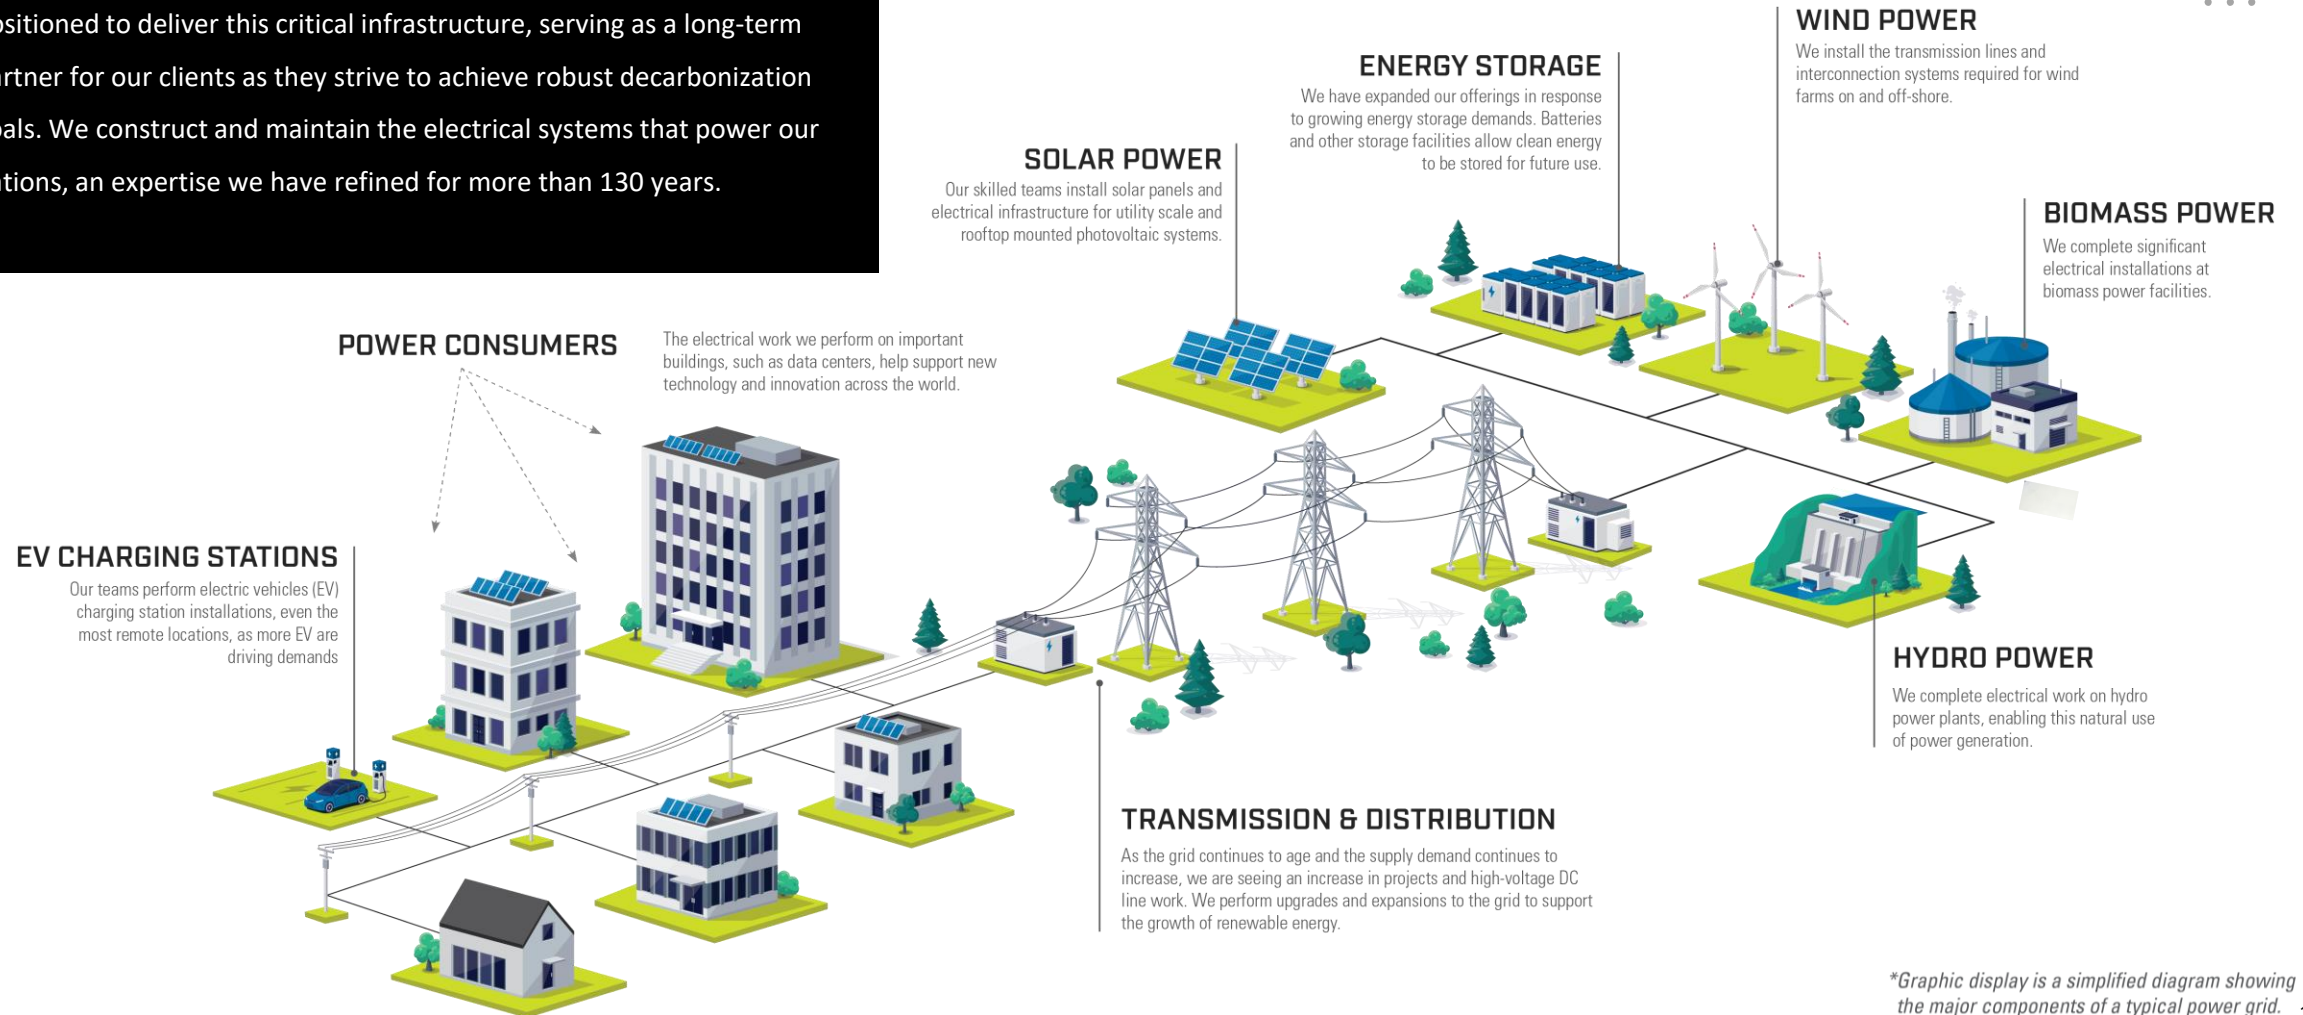 sitioned to deliver this critical infrastructure, serving as a long-term
artner for our clients as they strive to achieve robust decarbonization
oals. We construct and maintain the electrical systems that power our
ations, an expertise we have refined for more than 130 years.
WIND POWER
We install the transmission lines and
interconnection systems required for wind
farms on and off-shore.
ENERGY STORAGE
We have expanded our offerings in response
to growing energy storage demands. Batteries
and other storage facilities allow clean energy
to be stored for future use.
SOLAR POWER
Our skilled teams install solar panels and
electrical infrastructure for utility scale and
rooftop mounted photovoltaic systems.
BIOMASS POWER
We complete significant
electrical installations at
biomass power facilities.
POWER CONSUMERS
The electrical work we perform on important
buildings, such as data centers, help support new
technology and innovation across the world.
EV CHARGING STATIONS
Our teams perform electric vehicles (EV)
charging station installations, even the
most remote locations, as more EV are
driving demands
HYDRO POWER
We complete electrical work on hydro
power plants, enabling this natural use
of power generation.
TRANSMISSION & DISTRIBUTION
As the grid continues to age and the supply demand continues to
increase, we are seeing an increase in projects and high-voltage DC
line work. We perform upgrades and expansions to the grid to support
the growth of renewable energy.
*Graphic display is a simplified diagram showing
the major components of a typical power grid.